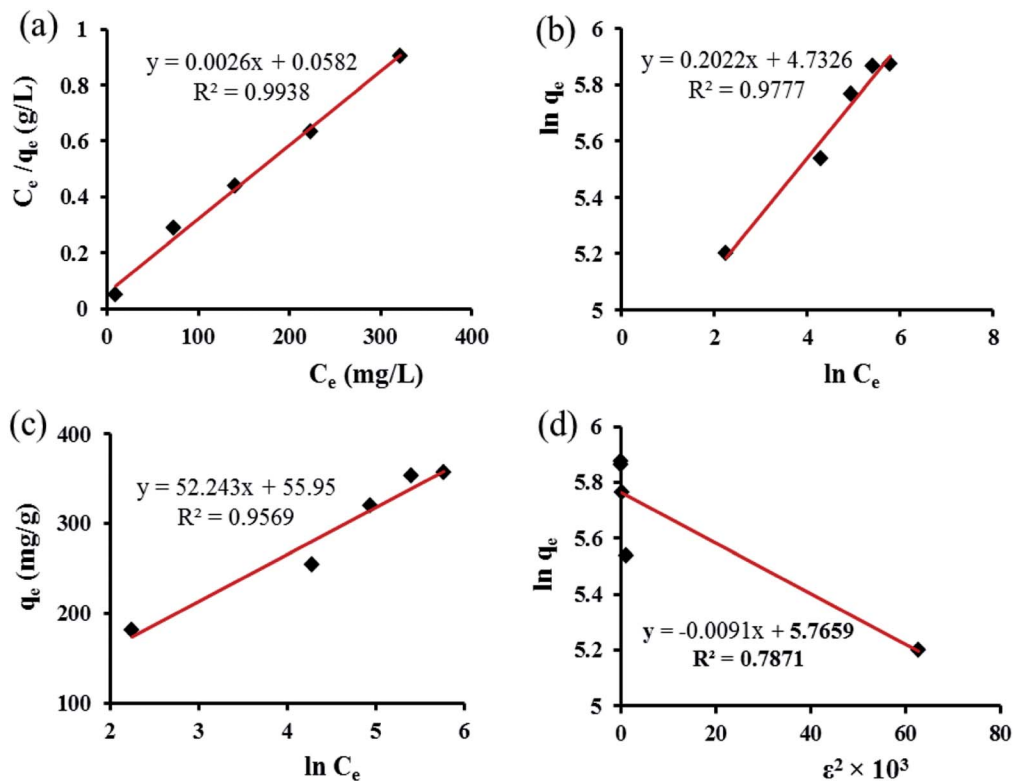 (a)
1
0.8
0.6
0.4
0.2
0
y = 0.0026x + 0.0582
R² = 0.9938
Cₑ /qₑ (g/L)
0 100 200 300 400
Cₑ (mg/L)
(b)
6
5.8
5.6
5.4
5.2
5
y = 0.2022x + 4.7326
R² = 0.9777
ln qₑ
0 2 4 6 8
ln Cₑ
(c)
400
300
200
100
y = 52.243x + 55.95
R² = 0.9569
qₑ (mg/g)
2 3 4 5 6
ln Cₑ
(d)
6
5.8
5.6
5.4
5.2
5
ln qₑ
y = -0.0091x + 5.7659
R² = 0.7871
0 20 40 60 80
ε² × 10³